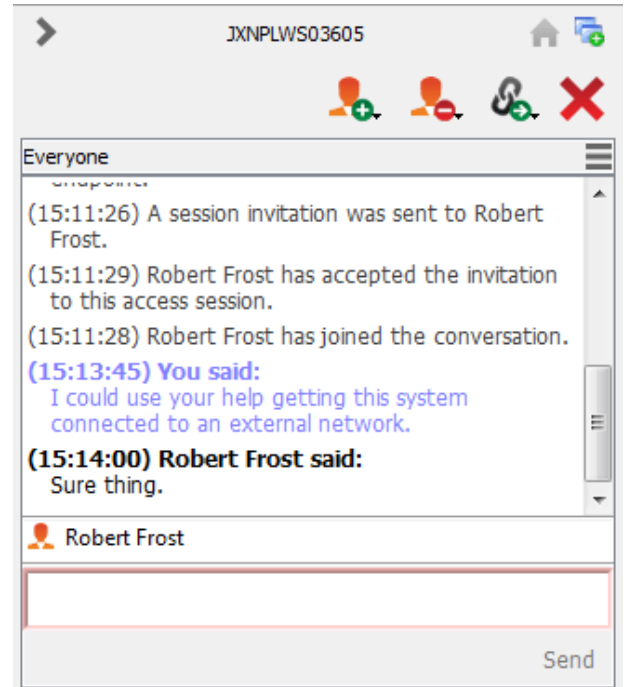 JXNPLWS03605
Everyone
endpoint.
(15:11:26) A session invitation was sent to Robert
Frost.
(15:11:29) Robert Frost has accepted the invitation
to this access session.
(15:11:28) Robert Frost has joined the conversation.
(15:13:45) You said:
I could use your help getting this system
connected to an external network.
(15:14:00) Robert Frost said:
Sure thing.
Robert Frost
Send